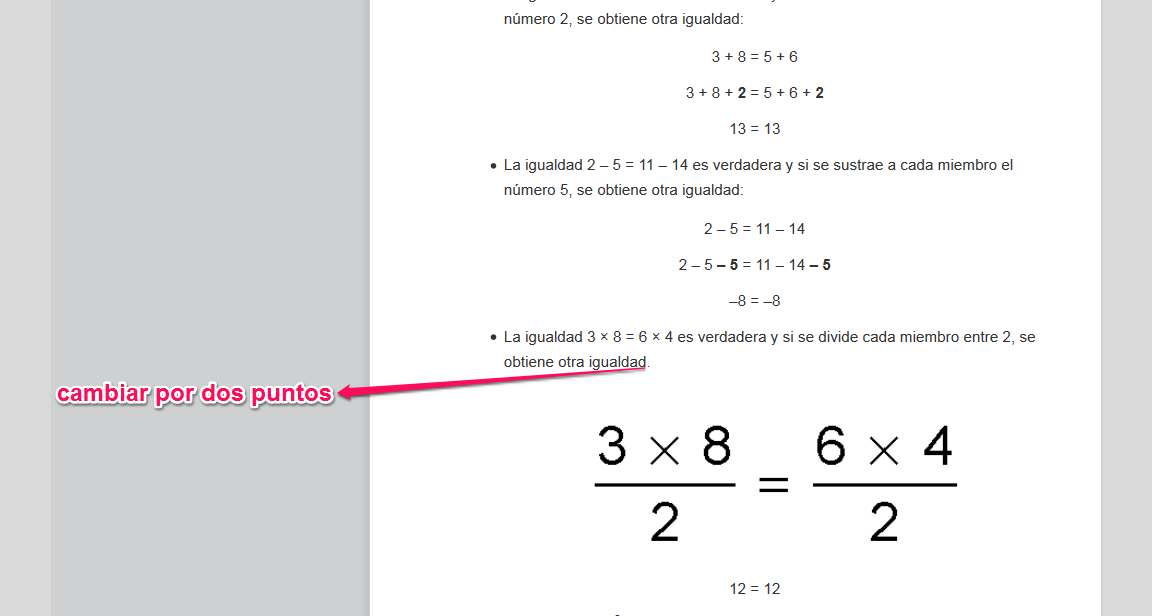 número 2, se obtiene otra igualdad:
3 + 8 = 5 + 6
3 + 8 + 2 = 5 + 6 + 2
13 = 13
• La igualdad 2 – 5 = 11 – 14 es verdadera y si se sustrae a cada miembro el
número 5, se obtiene otra igualdad:
2 – 5 = 11 – 14
2 – 5 – 5 = 11 – 14 – 5
–8 = –8
• La igualdad 3 × 8 = 6 × 4 es verdadera y si se divide cada miembro entre 2, se
obtiene otra igualdad.
cambiar por dos puntos
3 × 8 6 × 4
=
2 2
12 = 12